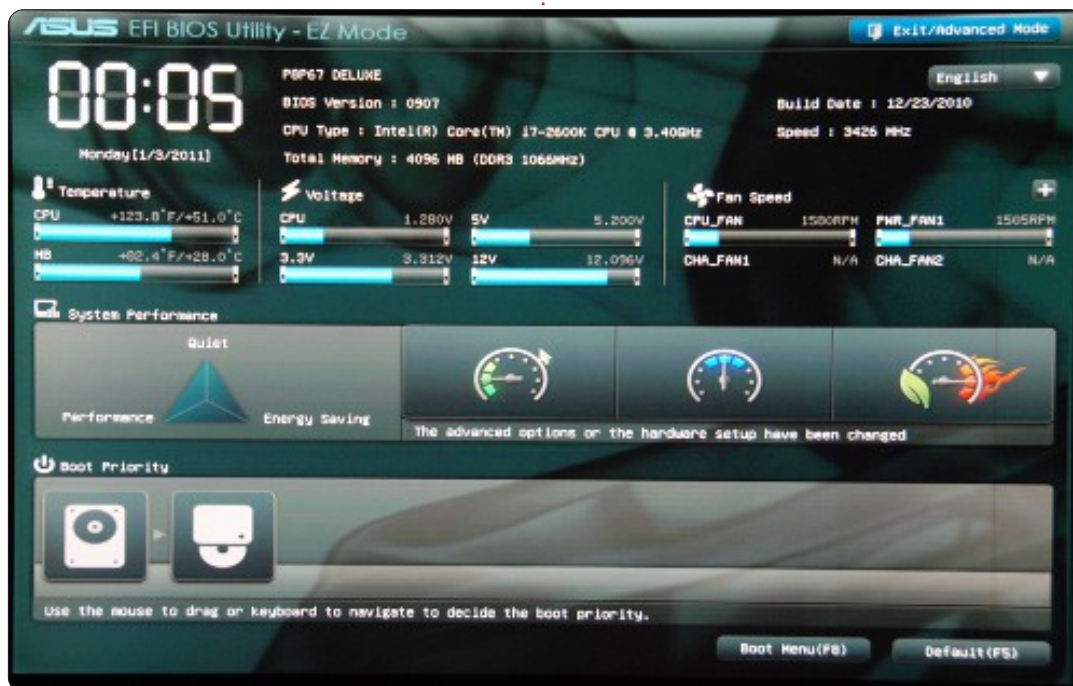 ASUS EFI BIOS Utility - EZ Mode
Exit/Advanced Mode
00:05
Monday[1/3/2011]
P8P67 DELUXE
English
BIOS Version : 0907
Build Date : 12/23/2010
CPU Type : Intel(R) Core(TM) i7-2600K CPU @ 3.40GHz
Speed : 3426 MHz
Total Memory : 4096 MB (DDR3 1066MHz)
Temperature
CPU +123.8°F/+51.0°C
MB +82.4°F/+28.0°C
Voltage
CPU 1.280V 5V 5.200V
3.3V 3.312V 12V 12.096V
Fan Speed
CPU_FAN 1580RPM PWR_FAN1 1505RPM
CHA_FAN1 N/A CHA_FAN2 N/A
System Performance
Quiet
Performance
Energy Saving
The advanced options or the hardware setup have been changed
Boot Priority
Use the mouse to drag or keyboard to navigate to decide the boot priority.
Boot Menu(F8)
Default(F5)